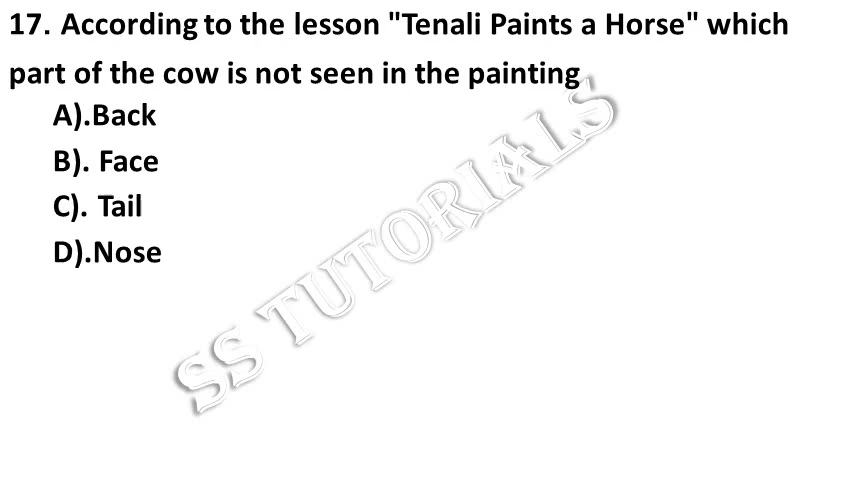 17. According to the lesson "Tenali Paints a Horse" which
part of the cow is not seen in the painting
A).Back
B). Face
C). Tail
D).Nose
SS TUTORIALS